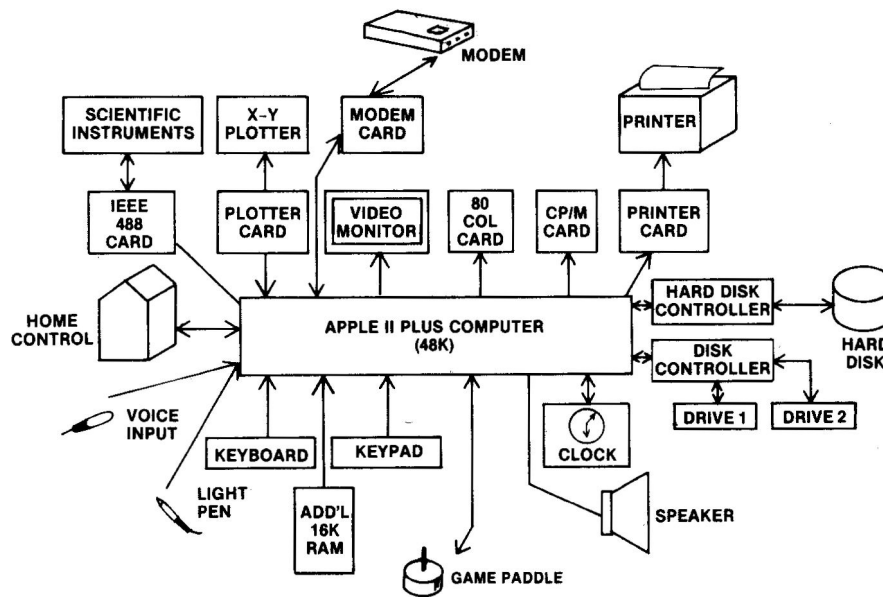 MODEM
SCIENTIFIC
INSTRUMENTS
X-Y
PLOTTER
MODEM
CARD
PRINTER
IEEE
488
CARD
PLOTTER
CARD
VIDEO
MONITOR
80
COL
CARD
CP/M
CARD
PRINTER
CARD
HOME
CONTROL
APPLE II PLUS COMPUTER
(48K)
HARD DISK
CONTROLLER
HARD
DISK
DISK
CONTROLLER
DRIVE 1
DRIVE 2
VOICE
INPUT
KEYBOARD
KEYPAD
CLOCK
LIGHT
PEN
ADD'L
16K
RAM
SPEAKER
GAME PADDLE